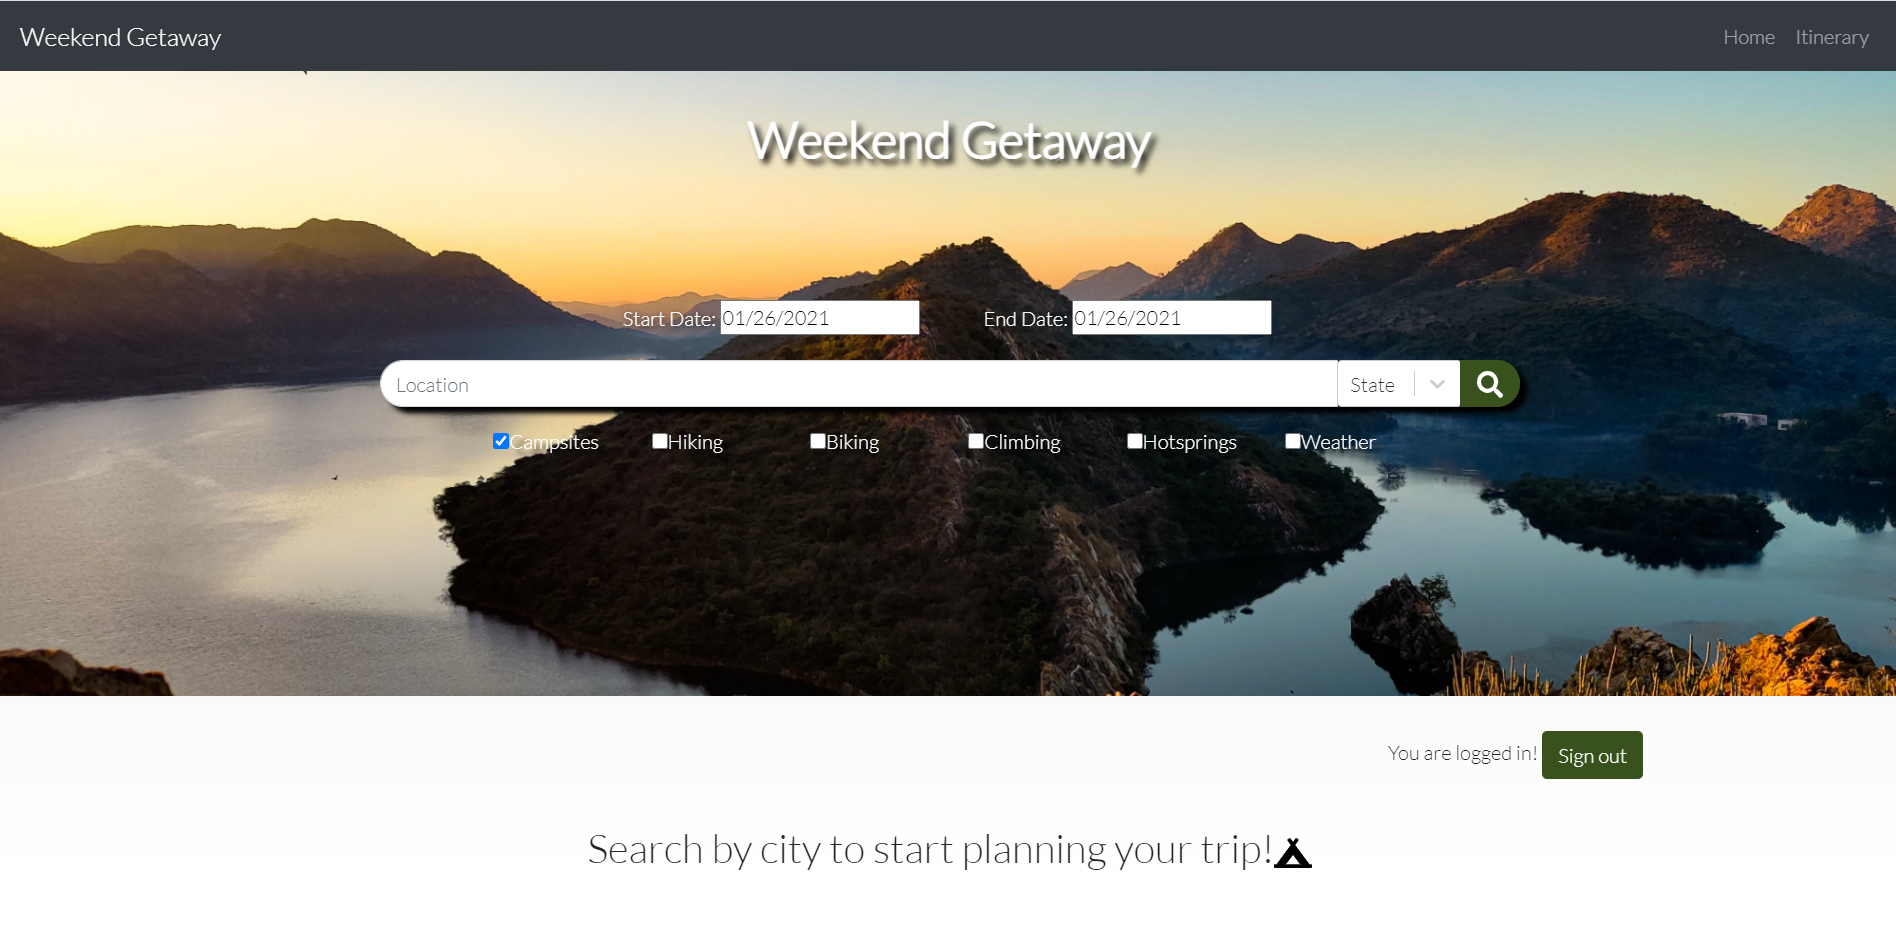 Weekend Getaway Home Itinerary
Weekend Getaway
Start Date: 01/26/2021 End Date: 01/26/2021
Location State
Campsites Hiking Biking Climbing Hotsprings Weather
You are logged in! Sign out
Search by city to start planning your trip!